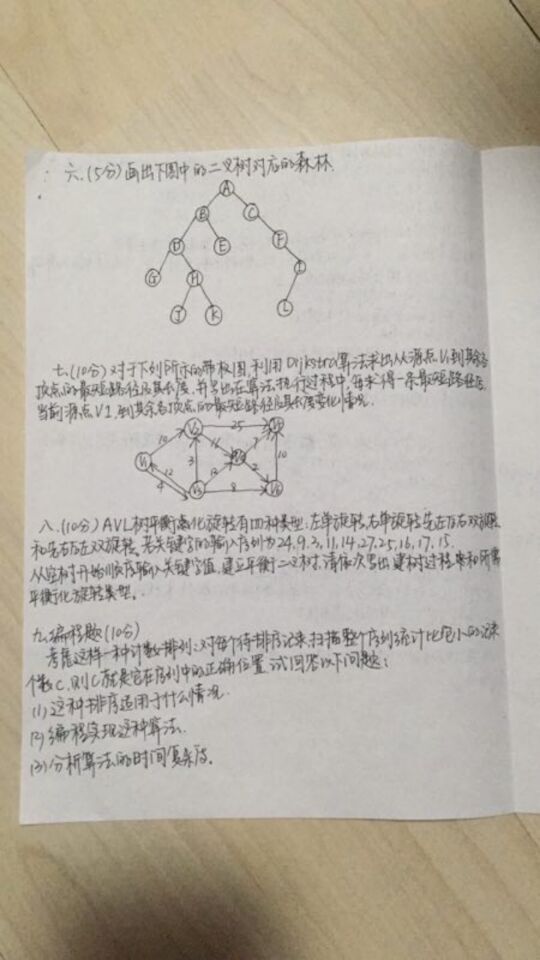 六、(5分)画出下图中的二叉树对应的森林.
A
B
C
D
E
F
G
H
I
J
K
L
七、(10分)对于下列所示的带权图,利用Dijkstra算法求出从源点V1到其余各
顶点的最短路径及其长度,并写出在算法执行过程中,每求得一条最短路径后,
当前源点V1到其余各顶点的最短路径及其长度变化情况.
V2 25
10 16 7
V1 3 10
12 13 2
4 V3 8 V6
八、(10分)AVL树平衡化旋转有四种类型:左单旋转,右单旋转,先左后右双旋转
和先右后左双旋转。若关键字的输入序列为24,9,3,11,14,27,25,16,17,15.
从空树开始顺序输入关键字值,建立平衡二叉树,请依次写出建树过程和所需
平衡化旋转类型。
九、编程题(10分)
考虑这样一种计数排列:对每个待排序记录,扫描整个序列统计比它小的记录
个数C,则C就是它在序列中的正确位置.试回答以下问题:
(1)这种排序适用于什么情况.
(2)编程实现这种算法.
(3)分析算法的时间复杂度。